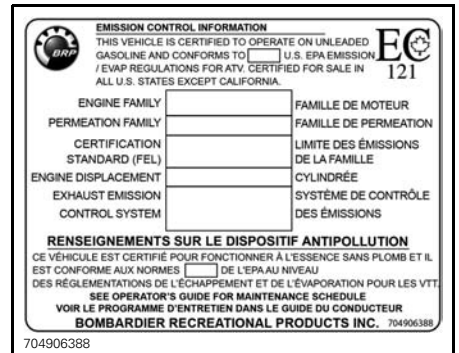 EMISSION CONTROL INFORMATION
THIS VEHICLE IS CERTIFIED TO OPERATE ON UNLEADED
GASOLINE AND CONFORMS TO U.S. EPA EMISSION
/ EVAP REGULATIONS FOR ATV. CERTIFIED FOR SALE IN
ALL U.S. STATES EXCEPT CALIFORNIA.
BRP
EC
121
ENGINE FAMILY FAMILLE DE MOTEUR
PERMEATION FAMILY FAMILLE DE PERMEATION
CERTIFICATION LIMITE DES ÉMISSIONS
STANDARD (FEL) DE LA FAMILLE
ENGINE DISPLACEMENT CYLINDRÉE
EXHAUST EMISSION SYSTÈME DE CONTRÔLE
CONTROL SYSTEM DES ÉMISSIONS
RENSEIGNEMENTS SUR LE DISPOSITIF ANTIPOLLUTION
CE VÉHICULE EST CERTIFIÉ POUR FONCTIONNER À L'ESSENCE SANS PLOMB ET IL
EST CONFORME AUX NORMES DE L'EPA AU NIVEAU
DES RÉGLEMENTATIONS DE L'ÉCHAPPEMENT ET DE L'ÉVAPORATION POUR LES VTT.
SEE OPERATOR'S GUIDE FOR MAINTENANCE SCHEDULE
VOIR LE PROGRAMME D'ENTRETIEN DANS LE GUIDE DU CONDUCTEUR
BOMBARDIER RECREATIONAL PRODUCTS INC. 704906388
704906388